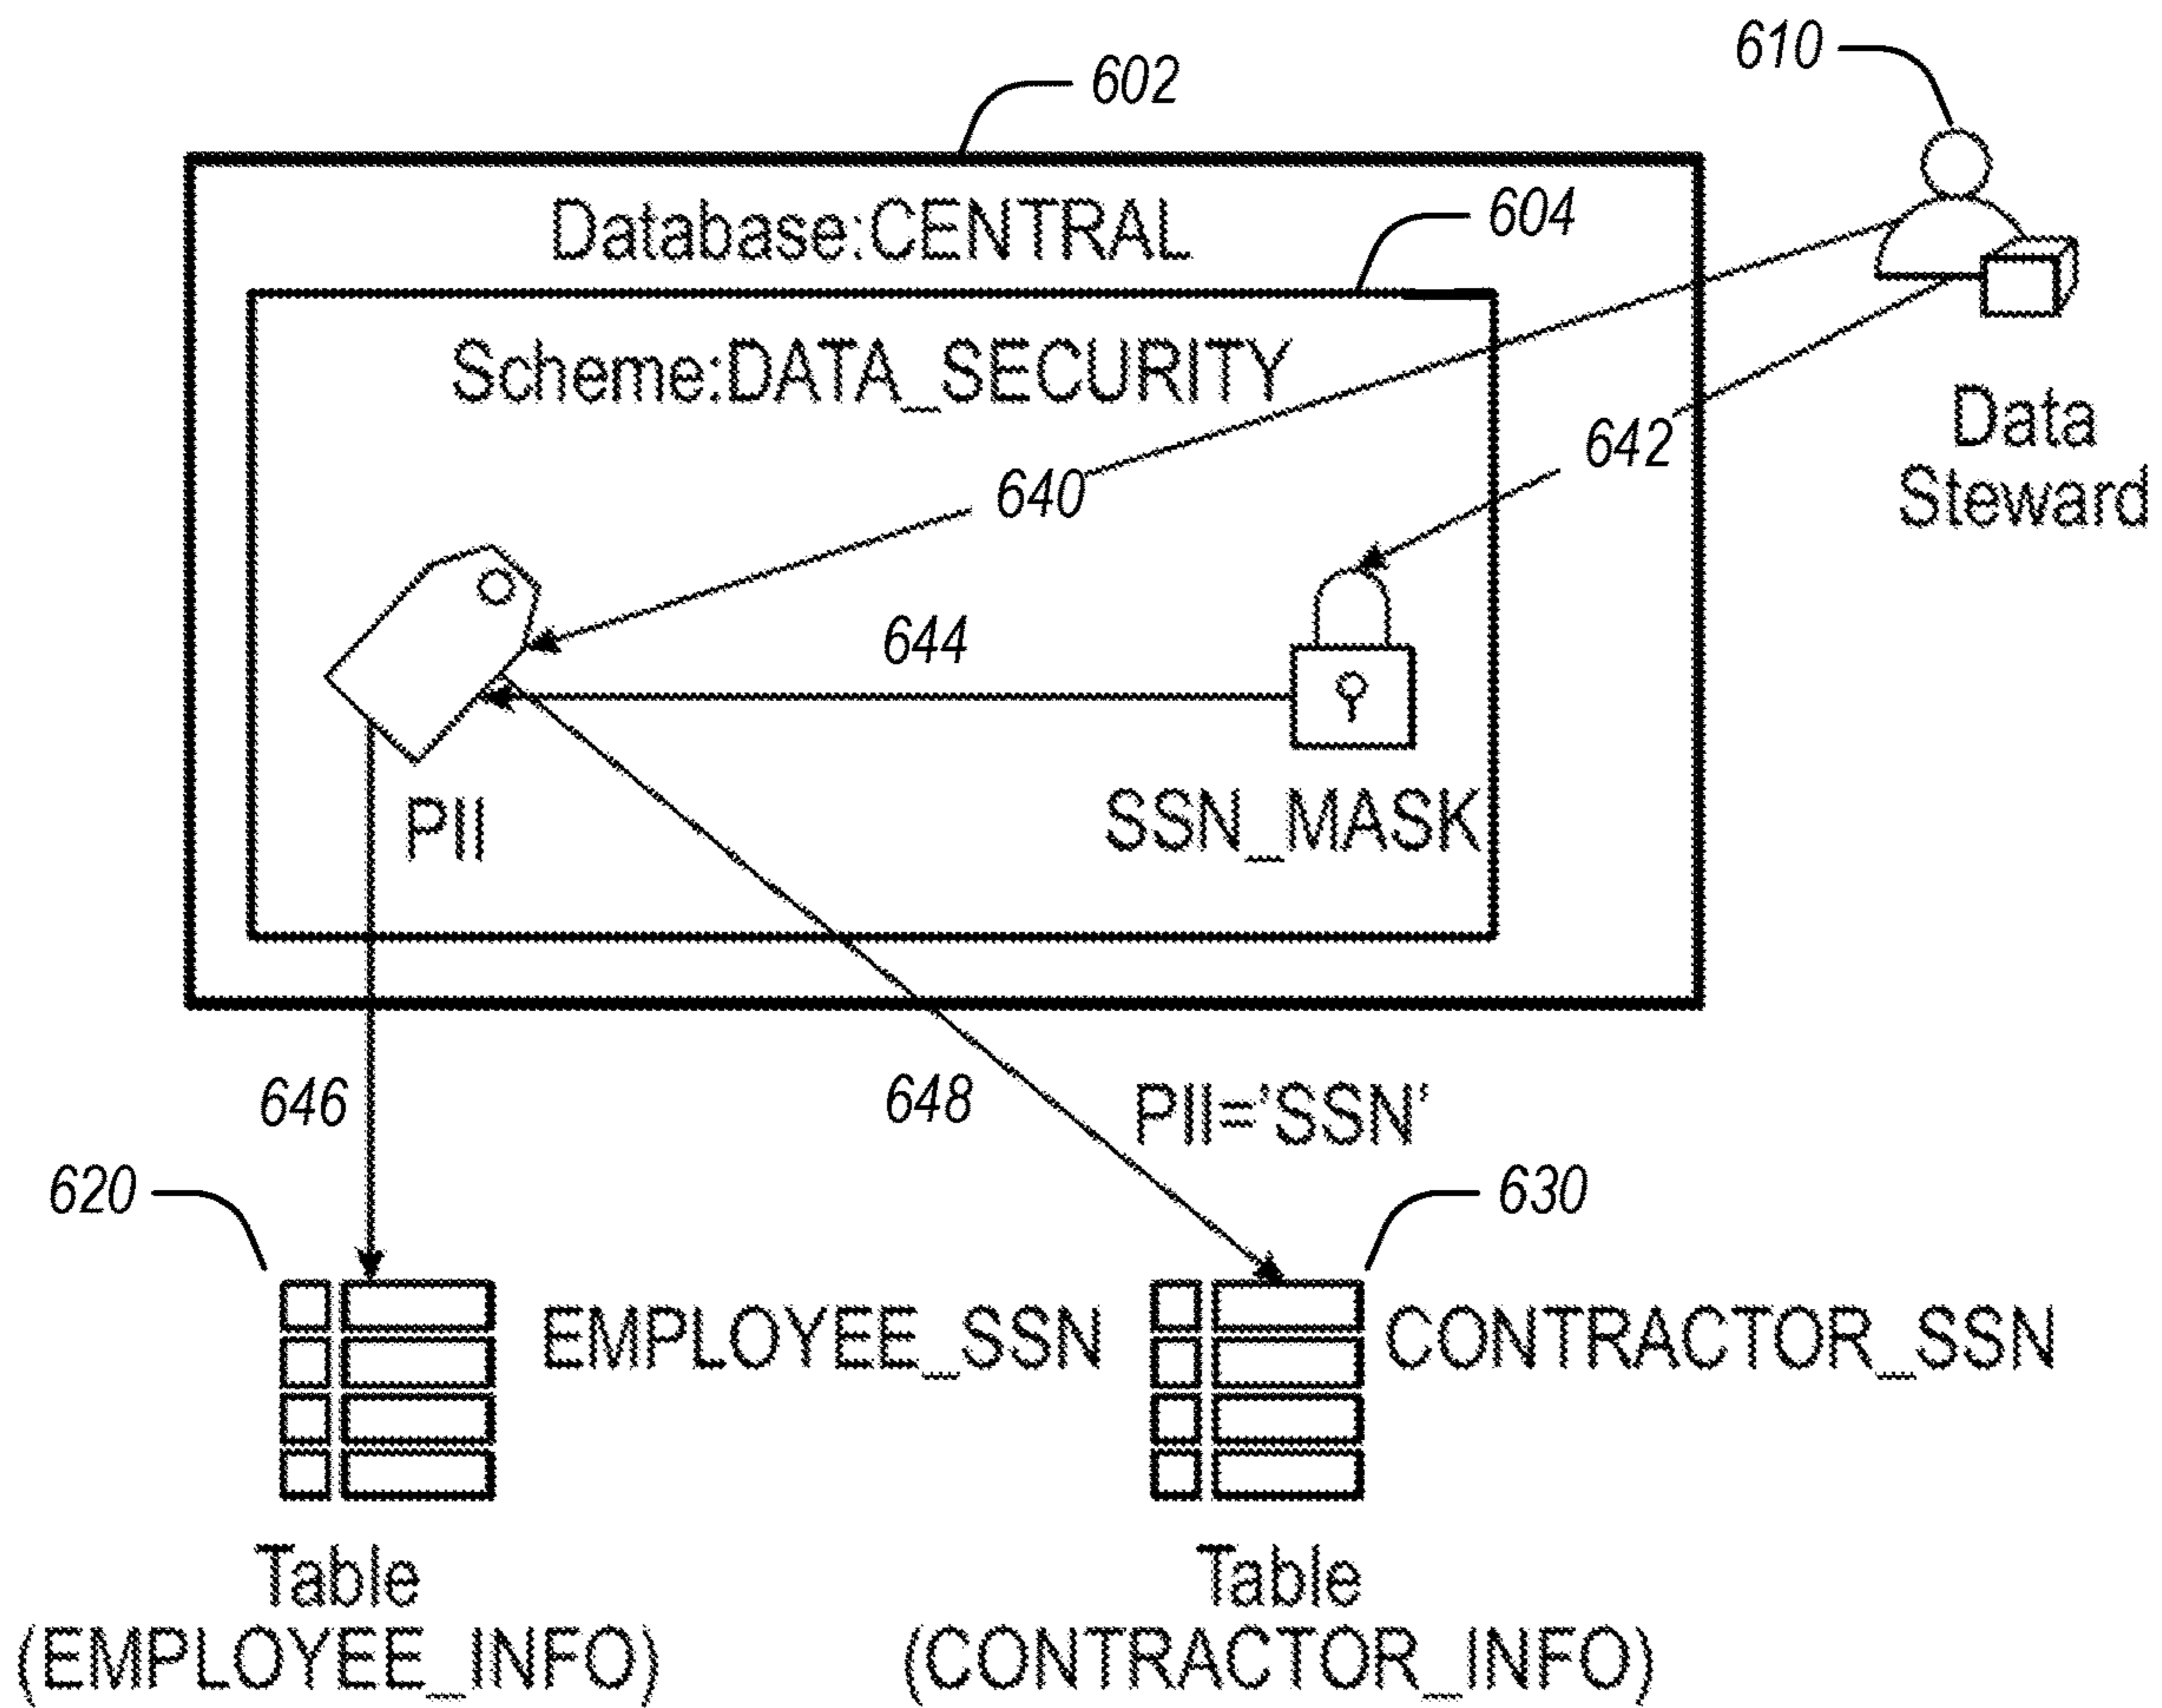 610
602
Database:CENTRAL
604
Scheme:DATA_SECURITY
Data
Steward
642
640
644
PII
SSN_MASK
646
648
PII='SSN'
620
630
EMPLOYEE_SSN
CONTRACTOR_SSN
Table
(EMPLOYEE_INFO)
Table
(CONTRACTOR_INFO)